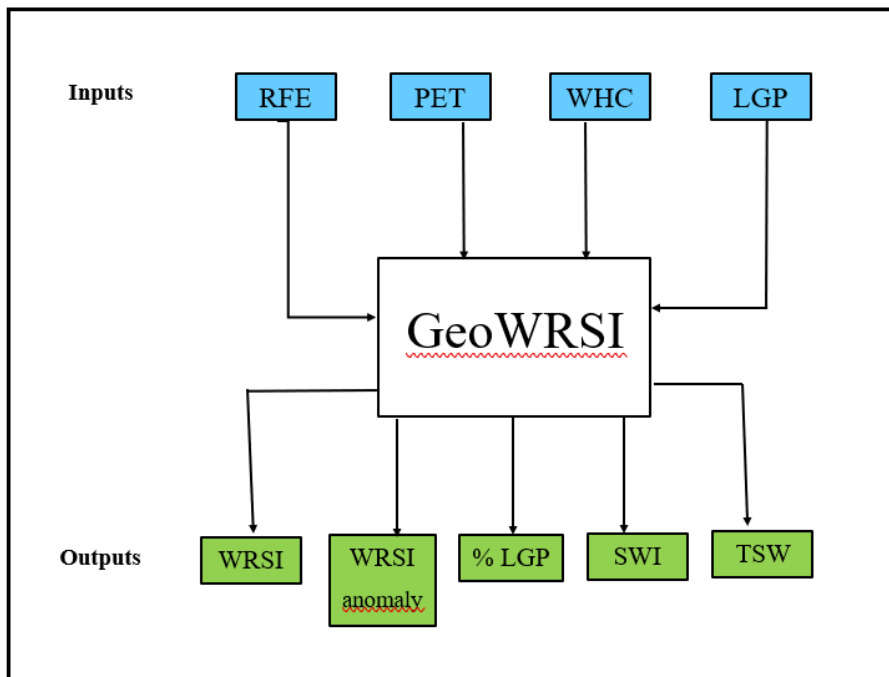 Inputs
RFE
PET
WHC
LGP
GeoWRSI
Outputs
WRSI
WRSI
anomaly
% LGP
SWI
TSW